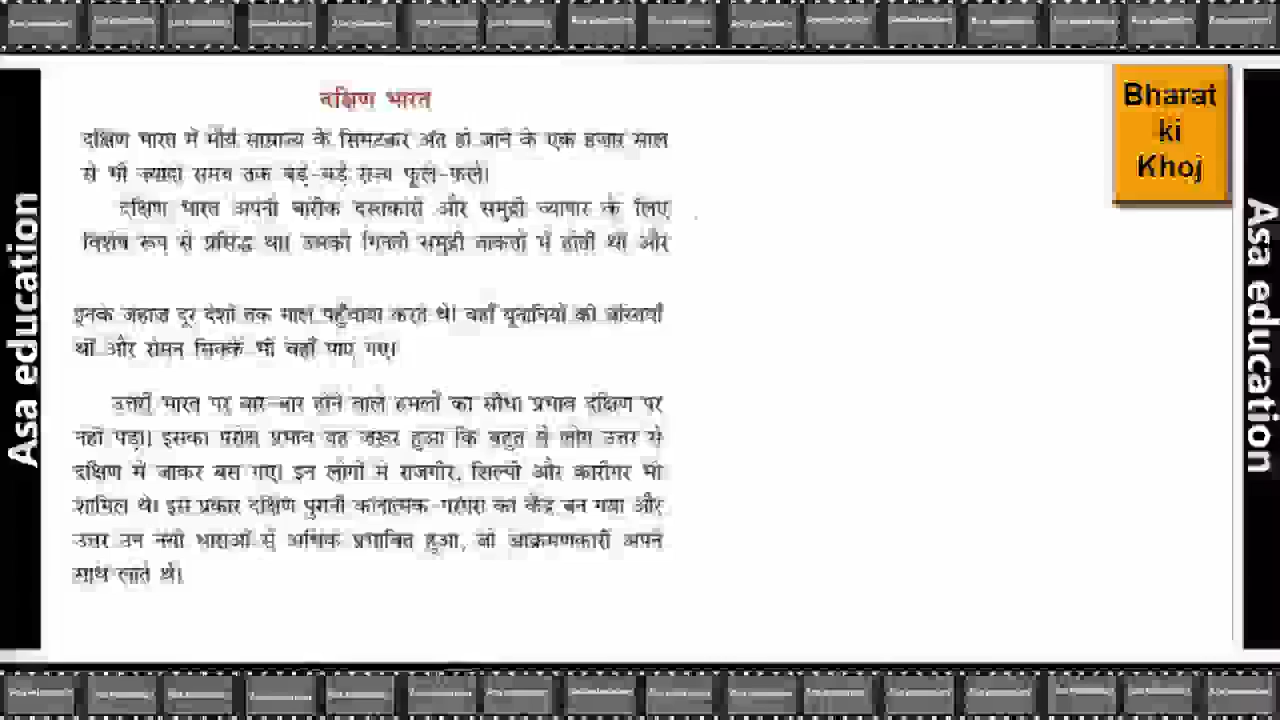 दक्षिण भारत
Bharat
ki
Khoj
दक्षिण भारत में मौर्य साम्राज्य के सिमटकर अंत हो जाने के एक हजार साल
से भी ज्यादा समय तक बड़े-बड़े राज्य फूले-फले।
दक्षिण भारत अपनी बारीक दस्तकारी और समुद्री व्यापार के लिए
विशेष रूप से प्रसिद्ध था। उसकी गिनती समुद्री ताकतों में होती थी और
इनके जहाज दूर देशों तक माल पहुँचाया करते थे। वहाँ यूनानियों की बस्तियाँ
थीं और रोमन सिक्के भी वहाँ पाए गए।
उत्तरी भारत पर बार-बार होने वाले हमलों का सीधा प्रभाव दक्षिण पर
नहीं पड़ा। इसका परोक्ष प्रभाव यह जरूर हुआ कि बहुत से लोग उत्तर से
दक्षिण में जाकर बस गए। इन लोगों में राजगीर, शिल्पी और कारीगर भी
शामिल थे। इस प्रकार दक्षिण पुरानी कलात्मक-परंपरा का केंद्र बन गया और
उत्तर उन नयी धाराओं से अधिक प्रभावित हुआ, जो आक्रमणकारी अपने
साथ लाते थे।
Asa education
Asa education